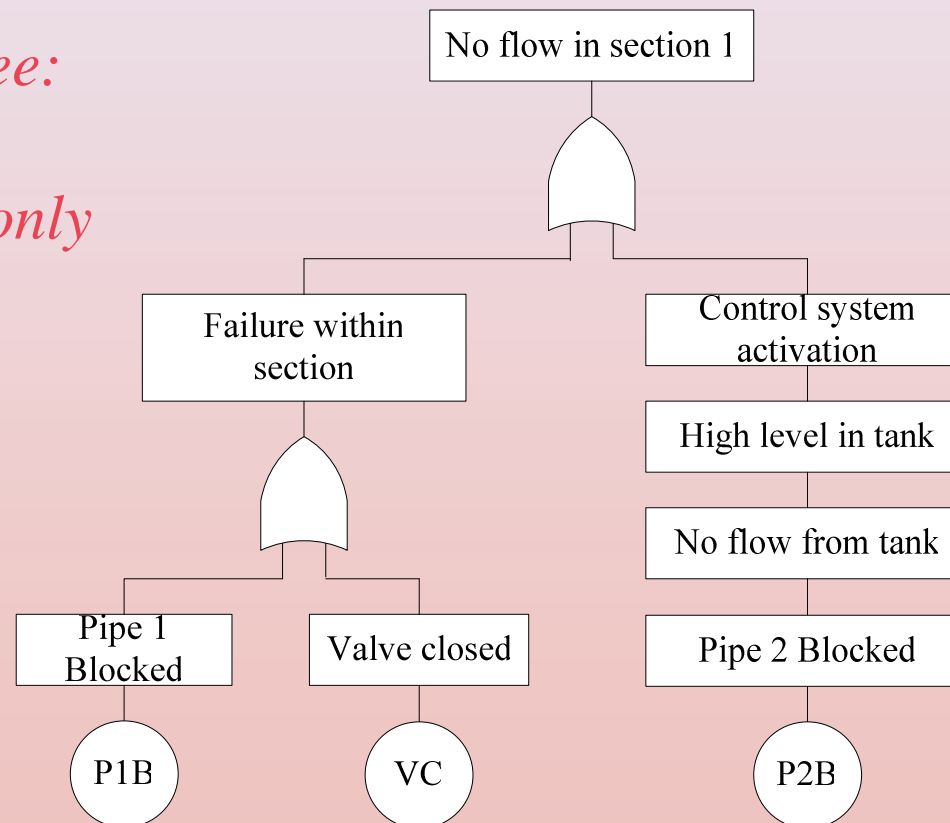 No flow in section 1
ee:
only
Failure within
section
Control system
activation
High level in tank
No flow from tank
Pipe 1
Blocked
Valve closed
Pipe 2 Blocked
P1B
VC
P2B